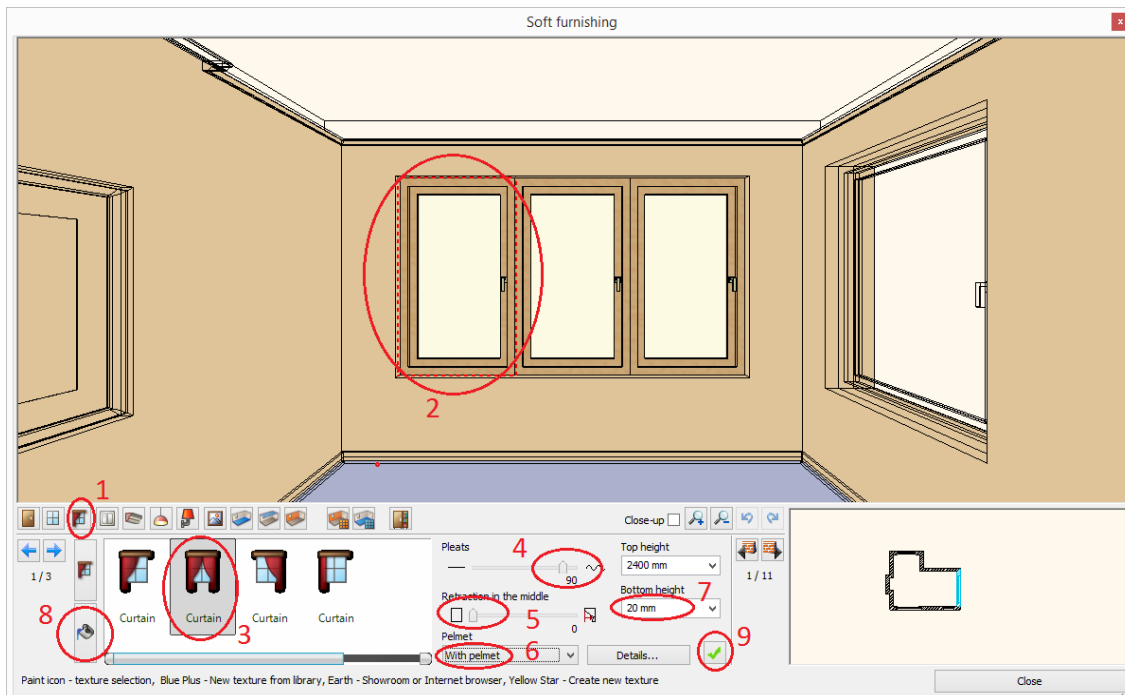 Soft furnishing
x
2
1
Close-up
1 / 3
Curtain
Curtain
Curtain
Curtain
3
8
Pleats
4
90
Retraction in the middle
5
0
Pelmet
With pelmet
6
Top height
2400 mm
Bottom height
7
20 mm
Details...
9
1 / 11
Paint icon - texture selection, Blue Plus - New texture from library, Earth - Showroom or Internet browser, Yellow Star - Create new texture
Close